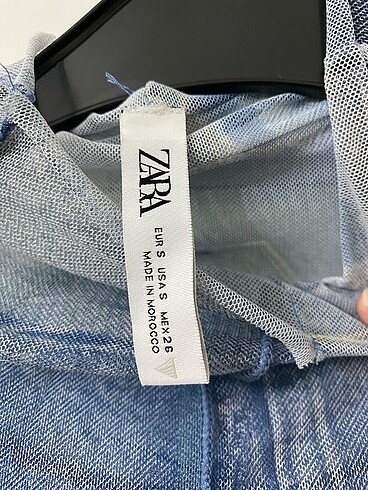 ZARA
EUR S USA S MEX 26
MADE IN MOROCCO